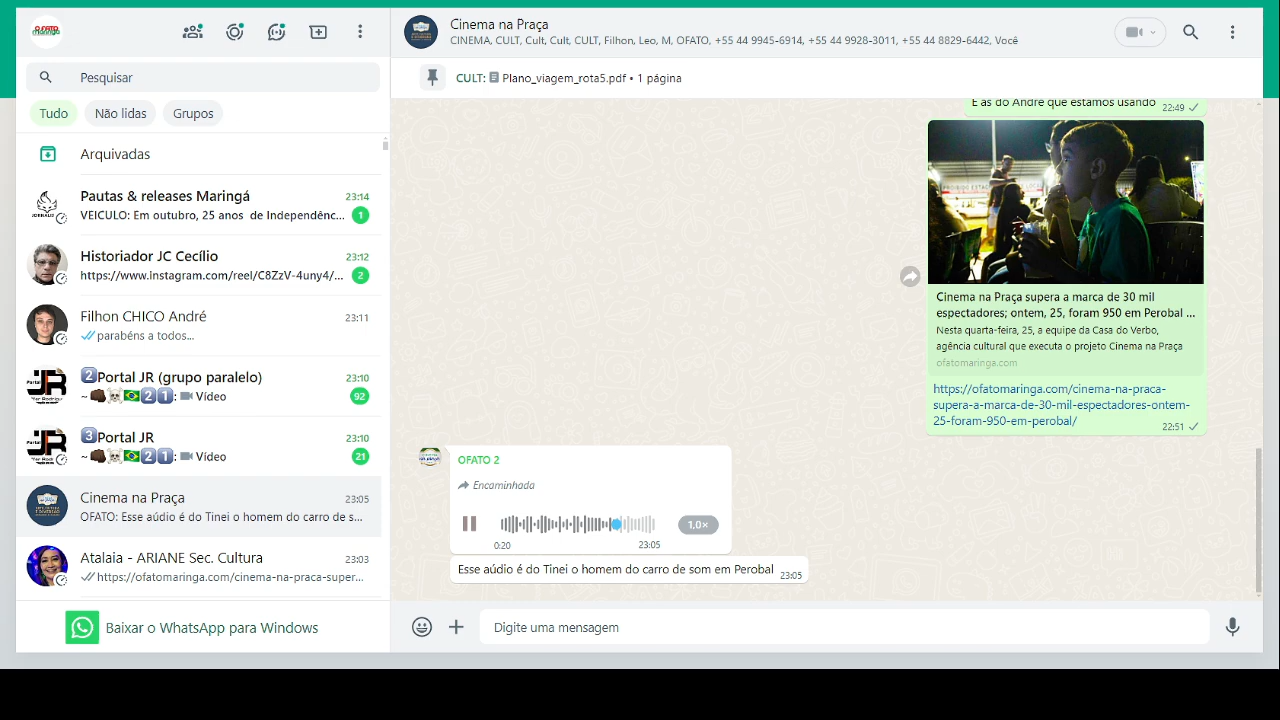 O FATO
Maringá
Pesquisar
Tudo
Não lidas
Grupos
Arquivadas
Pautas & releases Maringá
23:14
VEICULO: Em outubro, 25 anos de Independênc...
1
Historiador JC Cecílio
23:12
https://www.instagram.com/reel/C8ZzV-4uny4/...
2
Filhon CHICO André
23:11
parabéns a todos...
2Portal JR (grupo paralelo)
23:10
~ 2 1: Vídeo
92
3Portal JR
23:10
~ 2 1: Vídeo
21
Cinema na Praça
23:05
OFATO: Esse aúdio é do Tinei o homem do carro de s...
Atalaia - ARIANE Sec. Cultura
23:03
https://ofatomaringa.com/cinema-na-praca-super...
Baixar o WhatsApp para Windows
Cinema na Praça
CINEMA, CULT, Cult, Cult, CULT, Filhon, Leo, M, OFATO, +55 44 9945-6914, +55 44 9928-3011, +55 44 8829-6442, Você
CULT: Plano_viagem_rota5.pdf • 1 página
E as do André que estamos usando
22:49
Cinema na Praça supera a marca de 30 mil
espectadores; ontem, 25, foram 950 em Perobal ...
Nesta quarta-feira, 25, a equipe da Casa do Verbo,
agência cultural que executa o projeto Cinema na Praça
ofatomaringa.com
https://ofatomaringa.com/cinema-na-praca-
supera-a-marca-de-30-mil-espectadores-ontem-
25-foram-950-em-perobal/
22:51
OFATO 2
Encaminhada
1,0×
0:20
23:05
Esse aúdio é do Tinei o homem do carro de som em Perobal
23:05
Digite uma mensagem